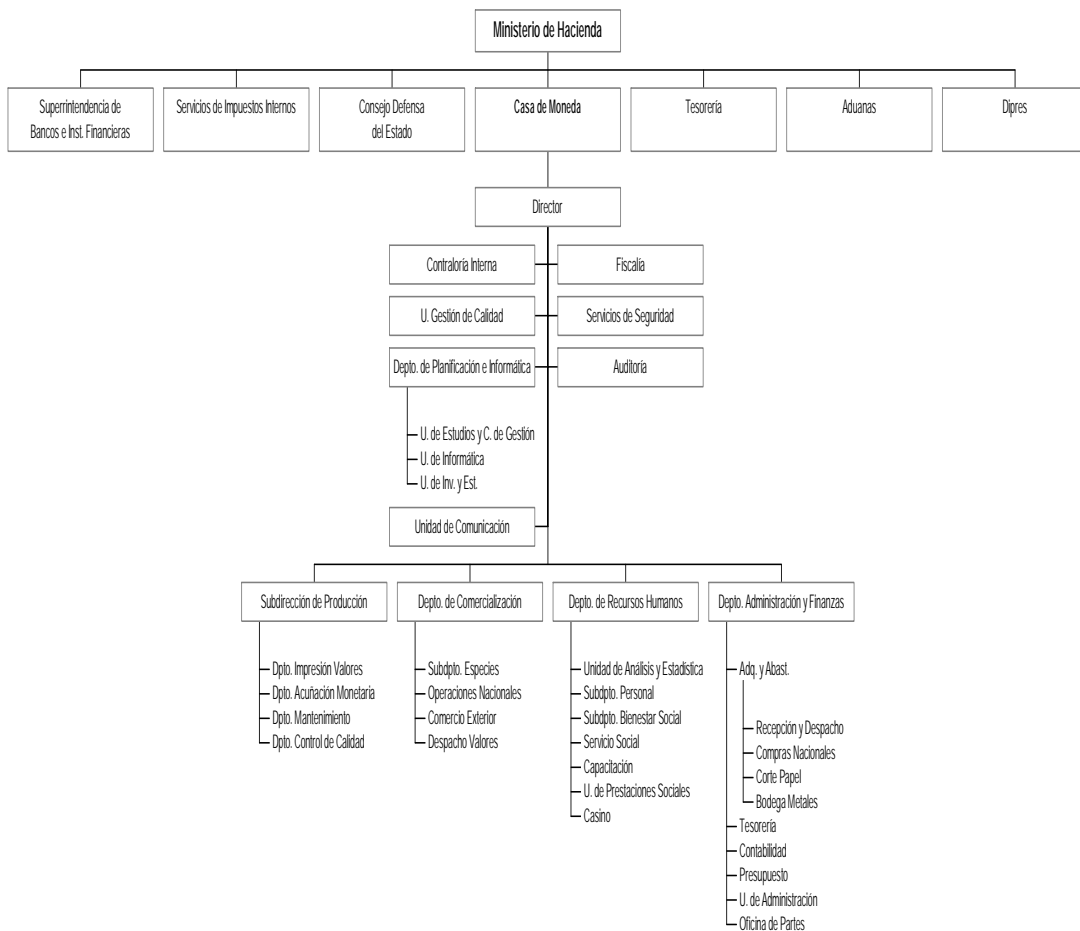 Ministerio de Hacienda
Superrintendencia de
Bancos e Inst. Financieras
Servicios de Impuestos Internos
Consejo Defensa
del Estado
Casa de Moneda
Tesorería
Aduanas
Dipres
Director
Contraloría Interna
Fiscalía
U. Gestión de Calidad
Servicios de Seguridad
Depto. de Planificación e Informática
Auditoría
U. de Estudios y C. de Gestión
U. de Informática
U. de Inv. y Est.
Unidad de Comunicación
Subdirección de Producción
Dpto. Impresión Valores
Dpto. Acuñación Monetaria
Dpto. Mantenimiento
Dpto. Control de Calidad
Depto. de Comercialización
Subdpto. Especies
Operaciones Nacionales
Comercio Exterior
Despacho Valores
Depto. de Recursos Humanos
Unidad de Análisis y Estadística
Subdpto. Personal
Subdpto. Bienestar Social
Servicio Social
Capacitación
U. de Prestaciones Sociales
Casino
Depto. Administración y Finanzas
Adq. y Abast.
Recepción y Despacho
Compras Nacionales
Corte Papel
Bodega Metales
Tesorería
Contabilidad
Presupuesto
U. de Administración
Oficina de Partes